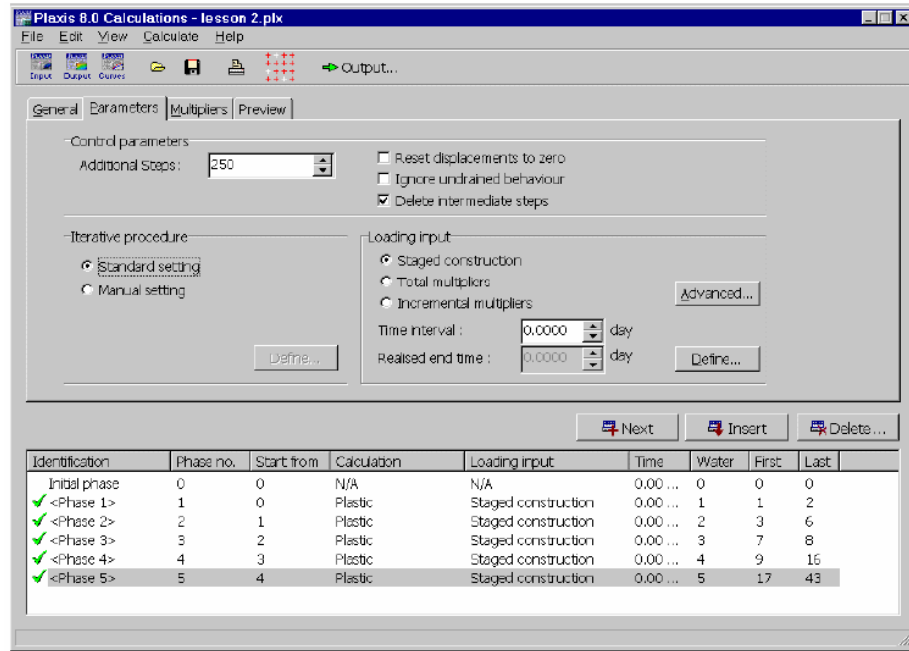 Plaxis 8.0 Calculations - lesson 2.plx
File Edit View Calculate Help
Input Output Curves Output...
General Parameters Multipliers Preview
Control parameters
Additional Steps: 250
Reset displacements to zero
Ignore undrained behaviour
Delete intermediate steps
Iterative procedure
Standard setting
Manual setting
Define...
Loading input
Staged construction
Total multipliers
Incremental multipliers
Advanced...
Time interval : 0.0000 day
Realised end time : 0.0000 day
Define...
Next Insert Delete...
Identification Phase no. Start from Calculation Loading input Time Water First Last
Initial phase 0 0 N/A N/A 0.00 ... 0 0 0
<Phase 1> 1 0 Plastic Staged construction 0.00 ... 1 1 2
<Phase 2> 2 1 Plastic Staged construction 0.00 ... 2 3 6
<Phase 3> 3 2 Plastic Staged construction 0.00 ... 3 7 8
<Phase 4> 4 3 Plastic Staged construction 0.00 ... 4 9 16
<Phase 5> 5 4 Plastic Staged construction 0.00 ... 5 17 43